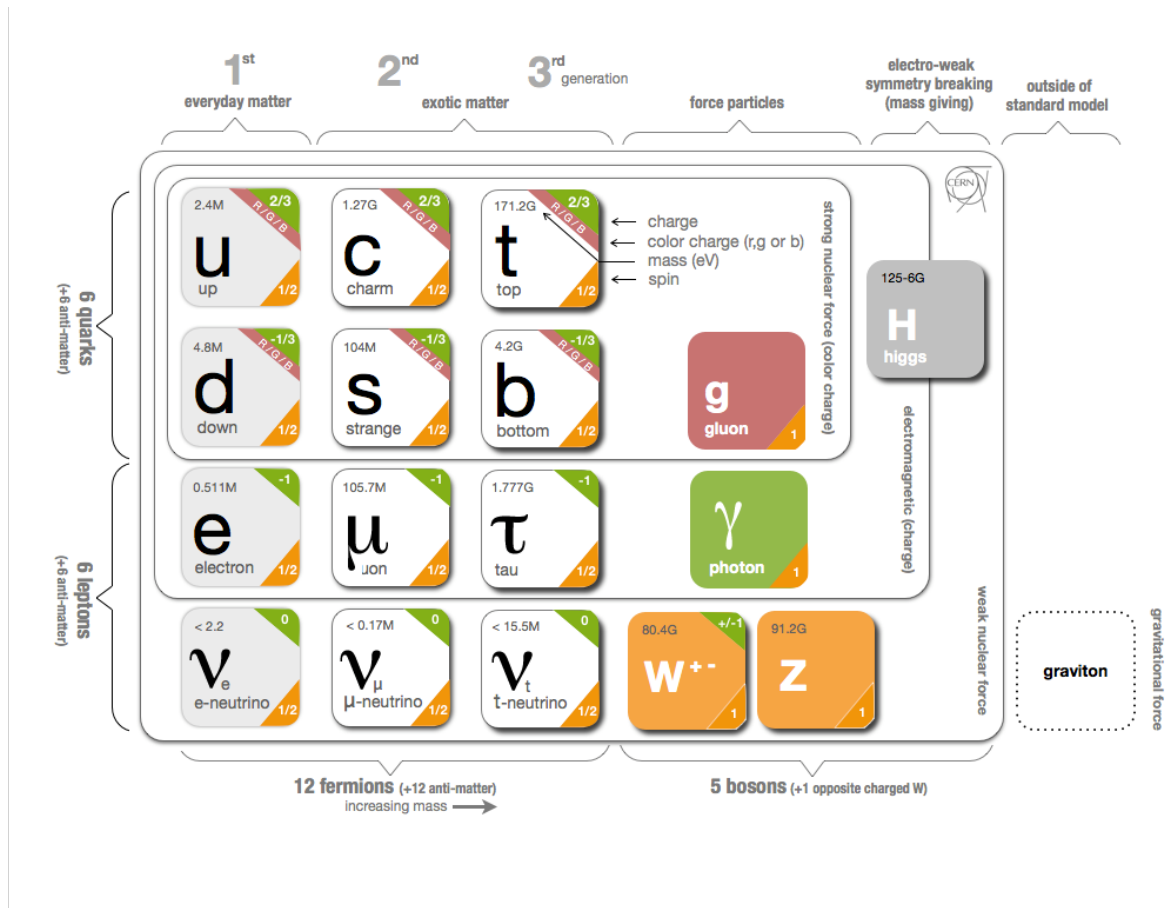 1st
2nd
3rd
generation
everyday matter
exotic matter
force particles
electro-weak
symmetry breaking
(mass giving)
outside of
standard model
6 quarks
(+6 anti-matter)
6 leptons
(+6 anti-matter)
2.4M
2/3
R/G/B
u
up
1/2
1.27G
2/3
R/G/B
c
charm
1/2
171.2G
2/3
R/G/B
t
top
1/2
charge
color charge (r,g or b)
mass (eV)
spin
strong nuclear force (color charge)
CERN
125-6G
H
higgs
4.8M
-1/3
R/G/B
d
down
1/2
104M
-1/3
R/G/B
s
strange
1/2
4.2G
-1/3
R/G/B
b
bottom
1/2
g
gluon
1
electromagnetic (charge)
0.511M
-1
e
electron
1/2
105.7M
-1
μ
uon
1/2
1.777G
-1
τ
tau
1/2
γ
photon
1
weak nuclear force
< 2.2
0
νe
e-neutrino
1/2
< 0.17M
0
νμ
μ-neutrino
1/2
< 15.5M
0
νt
t-neutrino
1/2
80.4G
+/-1
W+-
1
91.2G
Z
1
graviton
gravitational force
12 fermions (+12 anti-matter)
increasing mass
5 bosons (+1 opposite charged W)